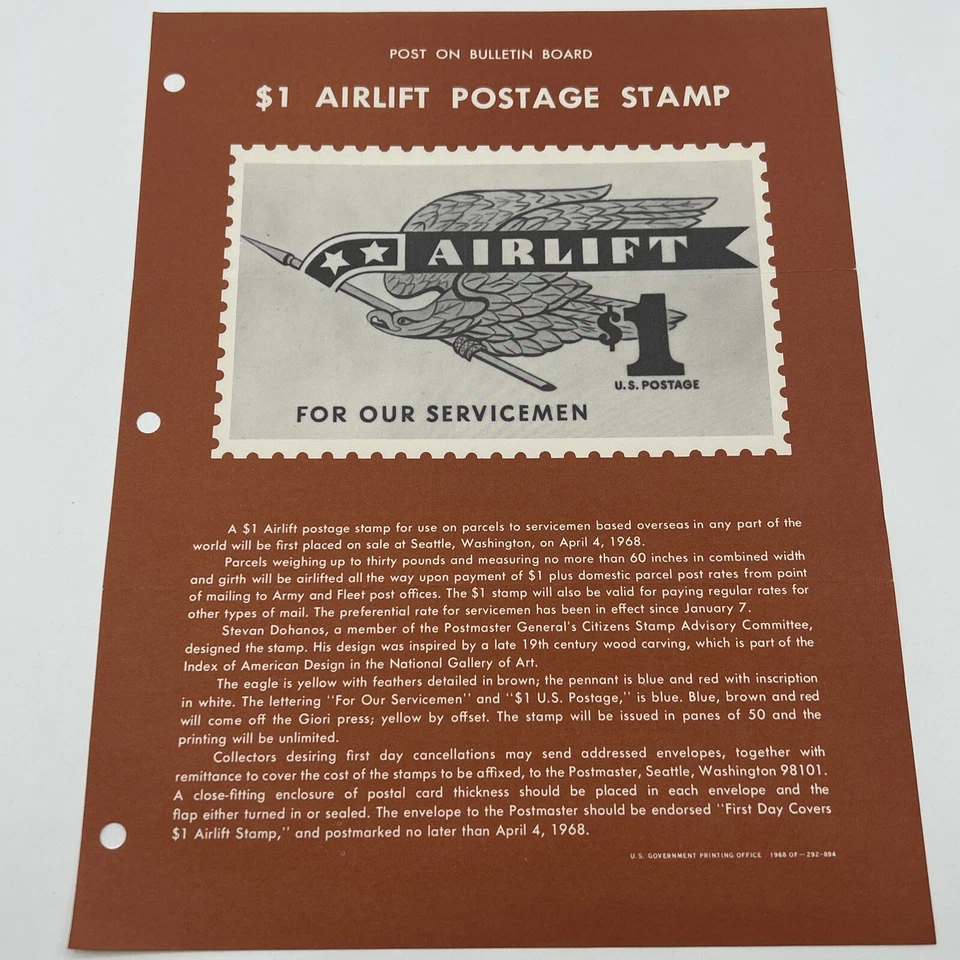 POST ON BULLETIN BOARD
$1 AIRLIFT POSTAGE STAMP
AIRLIFT
$1
U.S. POSTAGE
FOR OUR SERVICEMEN
A $1 Airlift postage stamp for use on parcels to servicemen based overseas in any part of the
world will be first placed on sale at Seattle, Washington, on April 4, 1968.
Parcels weighing up to thirty pounds and measuring no more than 60 inches in combined width
and girth will be airlifted all the way upon payment of $1 plus domestic parcel post rates from point
of mailing to Army and Fleet post offices. The $1 stamp will also be valid for paying regular rates for
other types of mail. The preferential rate for servicemen has been in effect since January 7.
Stevan Dohanos, a member of the Postmaster General's Citizens Stamp Advisory Committee,
designed the stamp. His design was inspired by a late 19th century wood carving, which is part of the
Index of American Design in the National Gallery of Art.
The eagle is yellow with feathers detailed in brown; the pennant is blue and red with inscription
in white. The lettering "For Our Servicemen" and "$1 U.S. Postage," is blue. Blue, brown and red
will come off the Giori press; yellow by offset. The stamp will be issued in panes of 50 and the
printing will be unlimited.
Collectors desiring first day cancellations may send addressed envelopes, together with
remittance to cover the cost of the stamps to be affixed, to the Postmaster, Seattle, Washington 98101.
A close-fitting enclosure of postal card thickness should be placed in each envelope and the
flap either turned in or sealed. The envelope to the Postmaster should be endorsed "First Day Covers
$1 Airlift Stamp," and postmarked no later than April 4, 1968.
U.S. GOVERNMENT PRINTING OFFICE 1968 OF—292-894